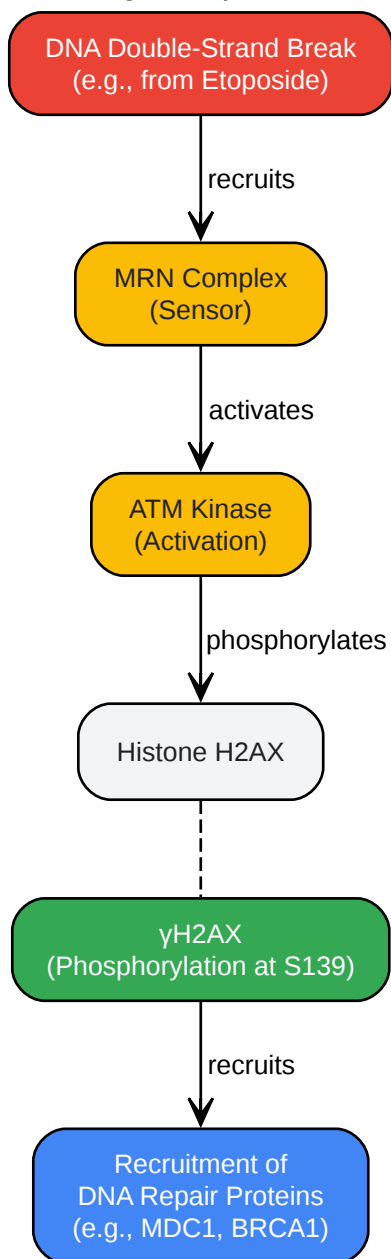 DNA Double-Strand Break
(e.g., from Etoposide)
recruits
MRN Complex
(Sensor)
activates
ATM Kinase
(Activation)
phosphorylates
Histone H2AX
γH2AX
(Phosphorylation at S139)
recruits
Recruitment of
DNA Repair Proteins
(e.g., MDC1, BRCA1)